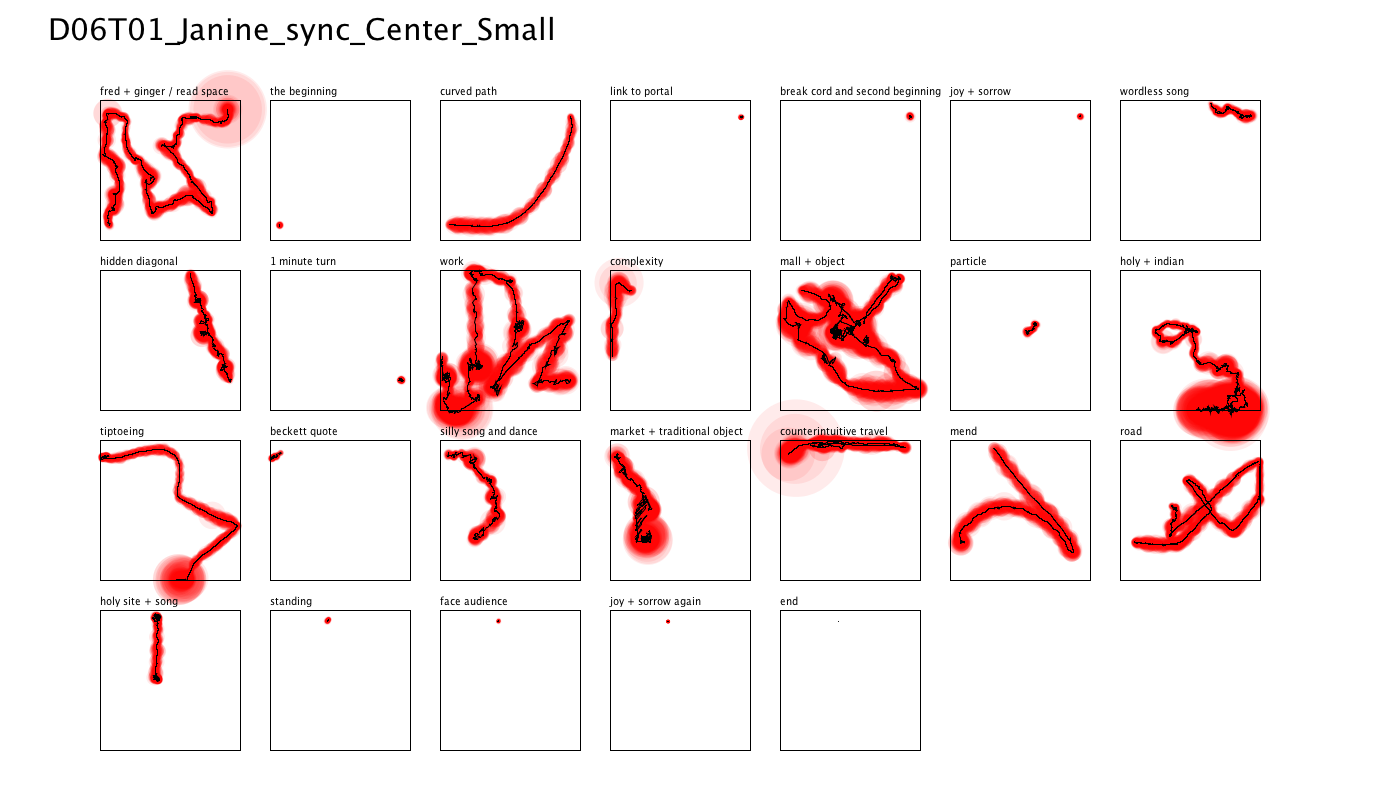 D06T01_Janine_sync_Center_Small
fred + ginger / read space
the beginning
curved path
link to portal
break cord and second beginning
joy + sorrow
wordless song
hidden diagonal
1 minute turn
work
complexity
mall + object
particle
holy + indian
tiptoeing
beckett quote
silly song and dance
market + traditional object
counterintuitive travel
mend
road
holy site + song
standing
face audience
joy + sorrow again
end